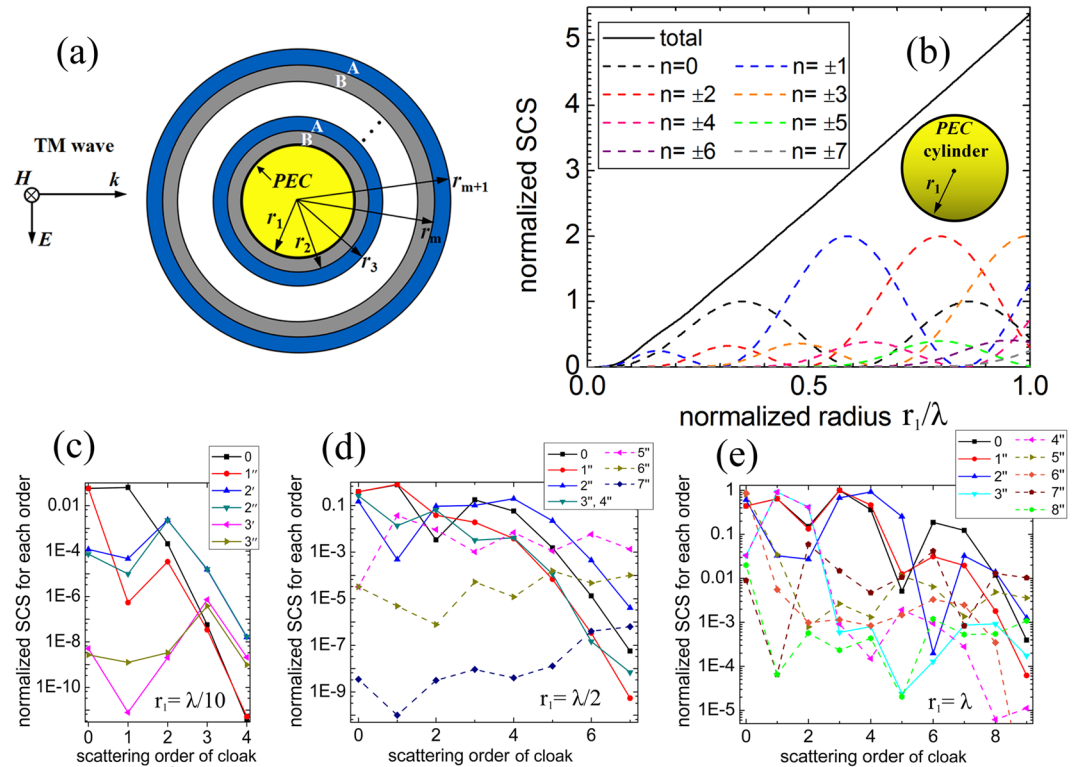 (a)
TM wave
H
k
E
A
B
A
B
PEC
r1
r2
r3
rm
rm+1
(b)
normalized SCS
5
4
3
2
1
0
total
n=0
n= ±1
n= ±2
n= ±3
n= ±4
n= ±5
n= ±6
n= ±7
PEC
cylinder
r1
0.0
0.5
1.0
normalized radius r1/λ
(c)
0
1′′
2′
2′′
3′
3′′
normalized SCS for each order
0.01
1E-4
1E-6
1E-8
1E-10
r1= λ/10
0 1 2 3 4
scattering order of cloak
(d)
0
1"
2"
3", 4"
5"
6"
7"
normalized SCS for each order
0.1
1E-3
1E-5
1E-7
1E-9
r1= λ/2
0 2 4 6
scattering order of cloak
(e)
0
1"
2"
3"
4"
5"
6"
7"
8"
normalized SCS for each order
1
0.1
0.01
1E-3
1E-4
1E-5
r1= λ
0 2 4 6 8
scattering order of cloak